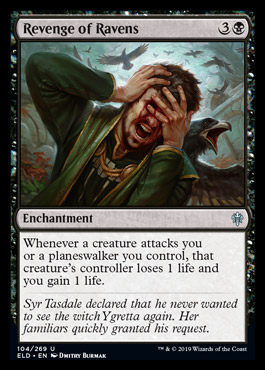 Revenge of Ravens 3
Enchantment
Whenever a creature attacks you
or a planeswalker you control, that
creature's controller loses 1 life and
you gain 1 life.
Syr Tasdale declared that he never wanted
to see the witch Ygretta again. Her
familiars quickly granted his request.
104/269 U
ELD • EN Dmitry Burmak
™ & © 2019 Wizards of the Coast